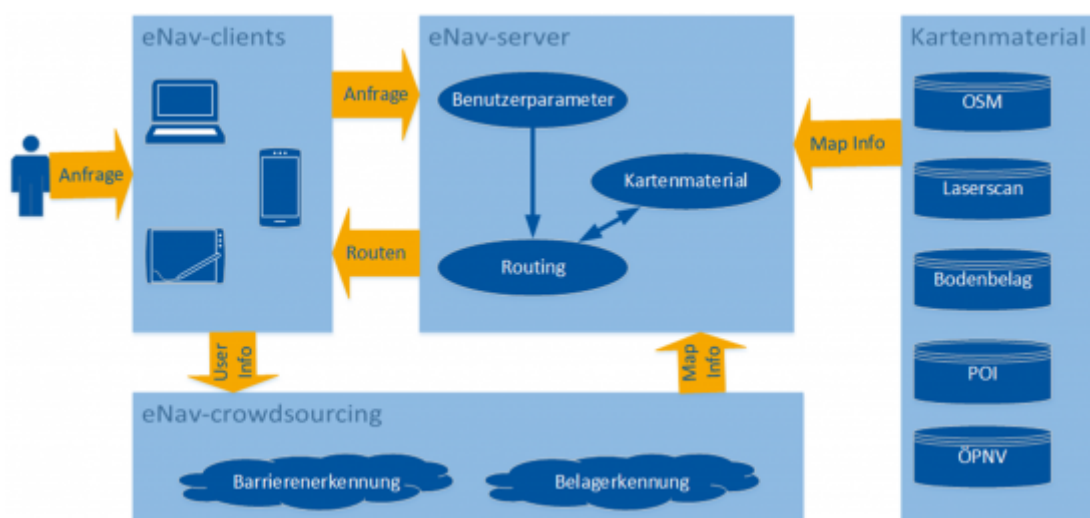 eNav-clients
eNav-server
Kartenmaterial
Anfrage
Anfrage
Routen
Benutzerparameter
Kartenmaterial
Routing
Map Info
OSM
Laserscan
Bodenbelag
POI
ÖPNV
User
Info
Map
Info
eNav-crowdsourcing
Barrierenerkennung
Belagerkennung